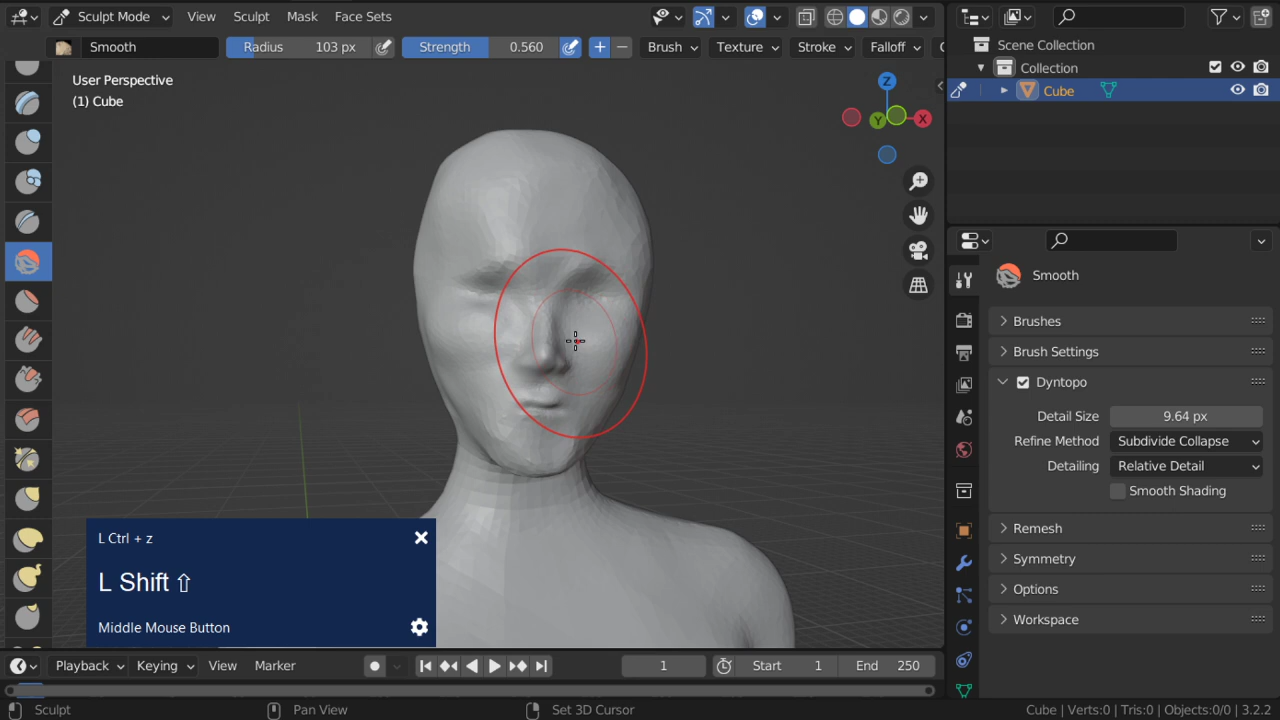 Sculpt Mode View Sculpt Mask Face Sets
Smooth Radius 103 px Strength 0.560 Brush Texture Stroke Falloff
User Perspective
(1) Cube
Z
Y X
Scene Collection
Collection
Cube
Smooth
Brushes
Brush Settings
Dyntopo
Detail Size 9.64 px
Refine Method Subdivide Collapse
Detailing Relative Detail
Smooth Shading
Remesh
Symmetry
Options
Workspace
L Ctrl + z
L Shift ⇧
Middle Mouse Button
Playback Keying View Marker 1 Start 1 End 250
Sculpt Pan View Set 3D Cursor Cube | Verts:0 | Tris:0 | Objects:0/0 | 3.2.2